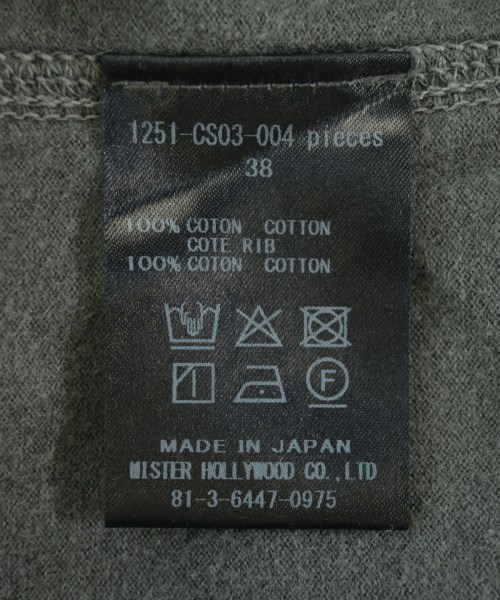 1251-CS03-004 pieces
38
100% COTON COTTON
COTE RIB
100% COTON COTTON
F
MADE IN JAPAN
MISTER HOLLYWOOD CO.,LTD
81-3-6447-0975